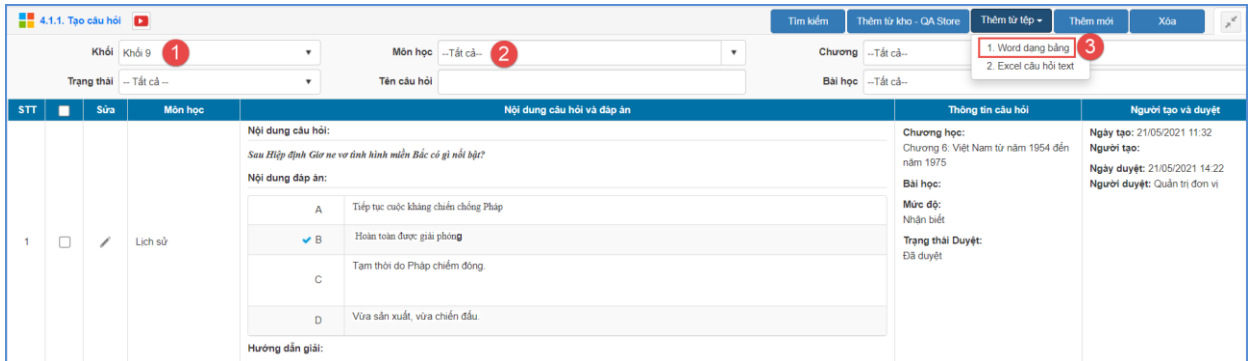 4.1.1. Tạo câu hỏi
Tìm kiếm Thêm từ kho - QA Store Thêm từ tệp Thêm mới Xóa
Khối Khối 9 1 Môn học --Tất cả-- 2 Chương --Tất cả-- 1. Word dạng bảng 3
2. Excel câu hỏi text
Trạng thái -- Tất cả -- Tên câu hỏi Bài học --Tất cả--
STT Sửa Môn học Nội dung câu hỏi và đáp án Thông tin câu hỏi Người tạo và duyệt
1 Lịch sử
Nội dung câu hỏi:
Sau Hiệp định Giơ ne vơ tình hình miền Bắc có gì nổi bật?
Nội dung đáp án:
A Tiếp tục cuộc kháng chiến chống Pháp
B Hoàn toàn được giải phóng
C Tạm thời do Pháp chiếm đóng.
D Vừa sản xuất, vừa chiến đấu.
Hướng dẫn giải:
Chương học:
Chương 6: Việt Nam từ năm 1954 đến
năm 1975
Bài học:
Mức độ:
Nhận biết
Trạng thái Duyệt:
Đã duyệt
Ngày tạo: 21/05/2021 11:32
Người tạo:
Ngày duyệt: 21/05/2021 14:22
Người duyệt: Quản trị đơn vị